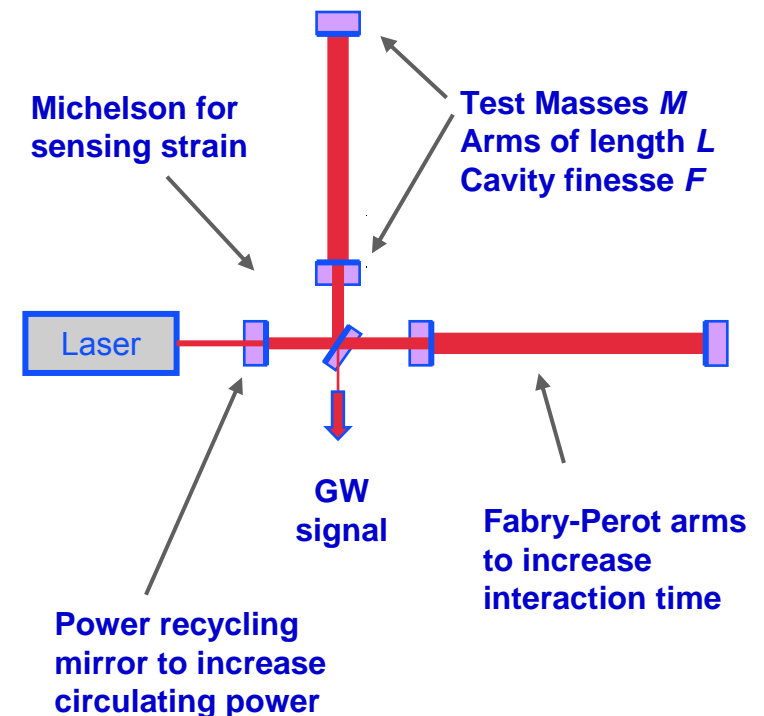 Michelson for
sensing strain
Test Masses M
Arms of length L
Cavity finesse F
Laser
GW
signal
Fabry-Perot arms
to increase
interaction time
Power recycling
mirror to increase
circulating power